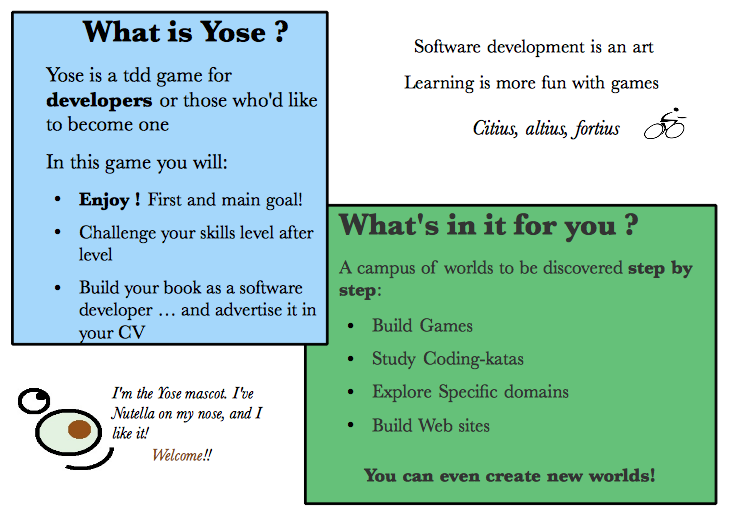 What is Yose ?
Yose is a tdd game for
developers or those who'd like
to become one
In this game you will:
• Enjoy ! First and main goal!
• Challenge your skills level after
level
• Build your book as a software
developer … and advertise it in
your CV
Software development is an art
Learning is more fun with games
Citius, altius, fortius
What's in it for you ?
A campus of worlds to be discovered step by
step:
• Build Games
• Study Coding-katas
• Explore Specific domains
• Build Web sites
You can even create new worlds!
I'm the Yose mascot. I've
Nutella on my nose, and I
like it!
Welcome!!